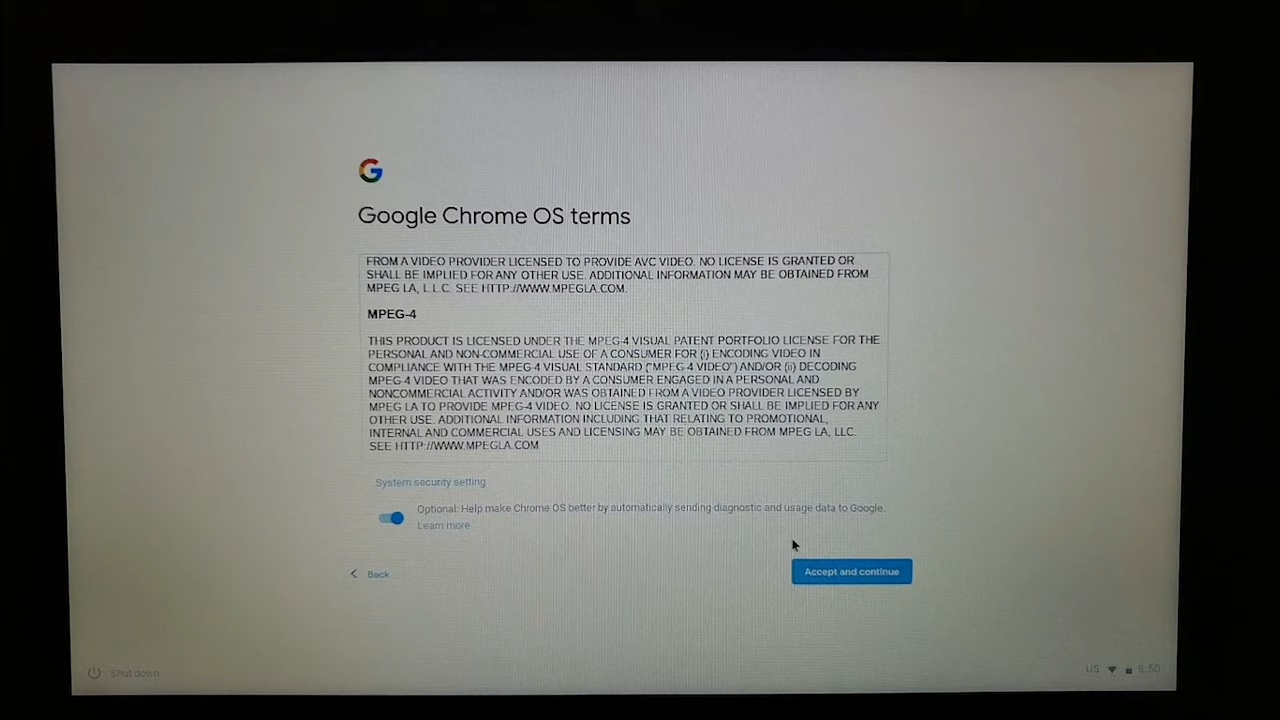 Google Chrome OS terms
FROM A VIDEO PROVIDER LICENSED TO PROVIDE AVC VIDEO. NO LICENSE IS GRANTED OR
SHALL BE IMPLIED FOR ANY OTHER USE. ADDITIONAL INFORMATION MAY BE OBTAINED FROM
MPEG LA, L.L.C. SEE HTTP://WWW.MPEGLA.COM.
MPEG-4
THIS PRODUCT IS LICENSED UNDER THE MPEG-4 VISUAL PATENT PORTFOLIO LICENSE FOR THE
PERSONAL AND NON-COMMERCIAL USE OF A CONSUMER FOR (i) ENCODING VIDEO IN
COMPLIANCE WITH THE MPEG-4 VISUAL STANDARD ("MPEG-4 VIDEO") AND/OR (ii) DECODING
MPEG-4 VIDEO THAT WAS ENCODED BY A CONSUMER ENGAGED IN A PERSONAL AND
NONCOMMERCIAL ACTIVITY AND/OR WAS OBTAINED FROM A VIDEO PROVIDER LICENSED BY
MPEG LA TO PROVIDE MPEG-4 VIDEO. NO LICENSE IS GRANTED OR SHALL BE IMPLIED FOR ANY
OTHER USE. ADDITIONAL INFORMATION INCLUDING THAT RELATING TO PROMOTIONAL,
INTERNAL AND COMMERCIAL USES AND LICENSING MAY BE OBTAINED FROM MPEG LA, LLC.
SEE HTTP://WWW.MPEGLA.COM
System security setting
Optional: Help make Chrome OS better by automatically sending diagnostic and usage data to Google.
Learn more
Back
Accept and continue
Shut down
US 6:50